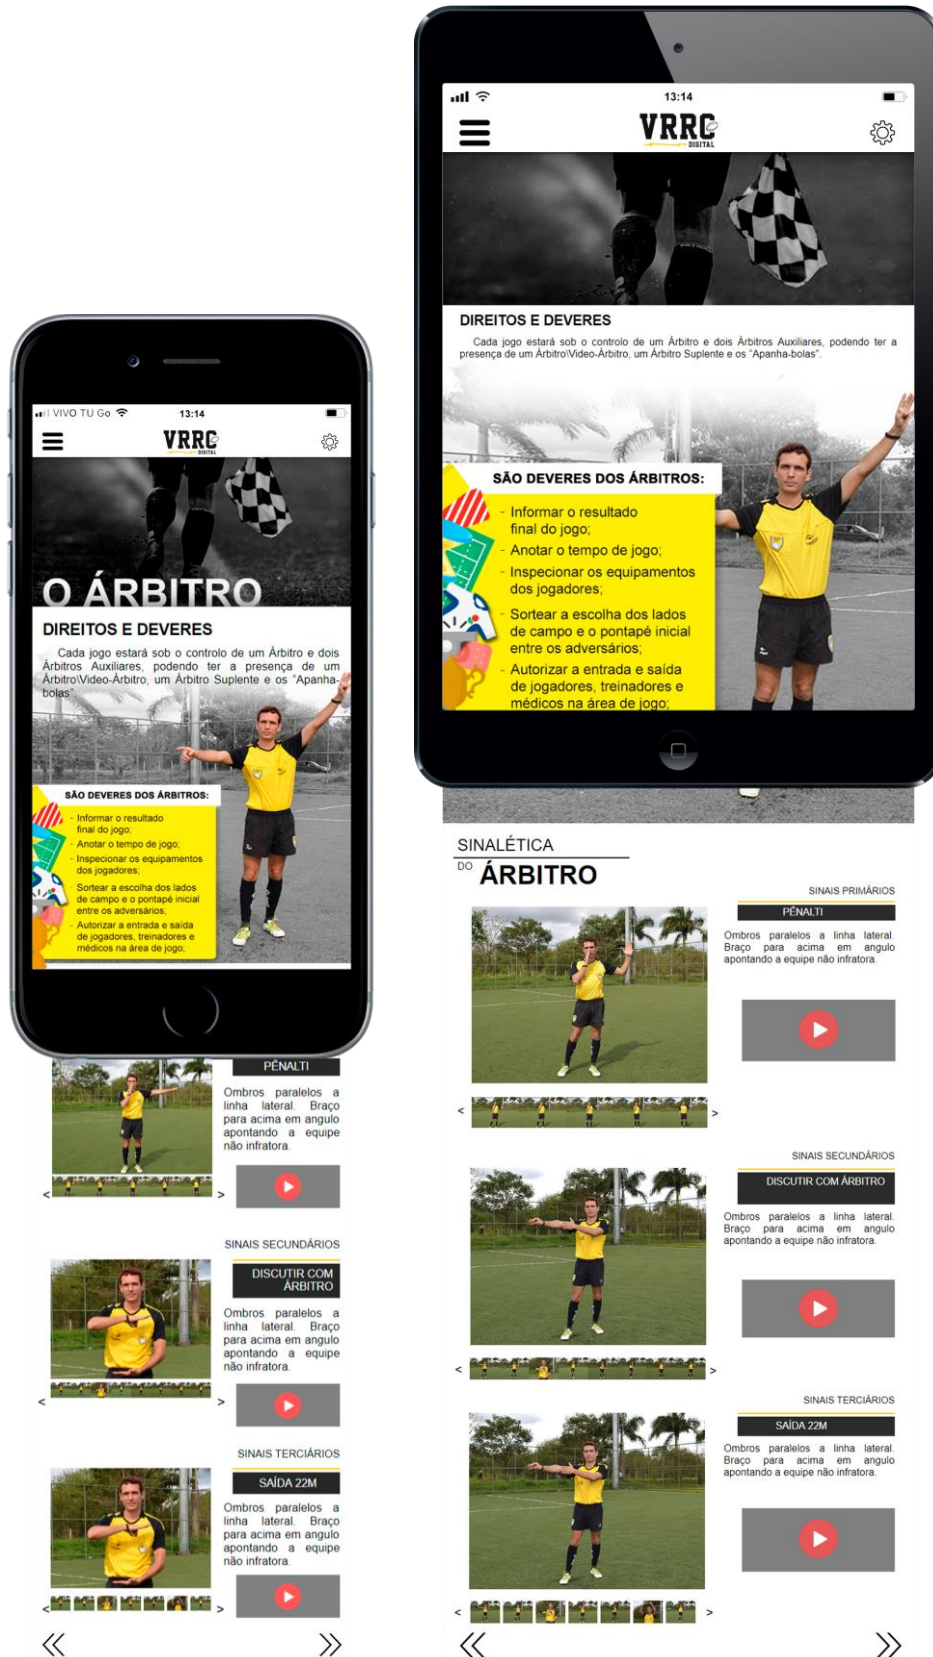 VIVO TU Go
13:14
VRRC
DIGITAL
O ÁRBITRO
DIREITOS E DEVERES
Cada jogo estará sob o controlo de um Árbitro e dois
Árbitros Auxiliares, podendo ter a presença de um
Árbitro\Video-Árbitro, um Árbitro Suplente e os "Apanha-
bolas".
SÃO DEVERES DOS ÁRBITROS:
- Informar o resultado
final do jogo;
- Anotar o tempo de jogo;
- Inspecionar os equipamentos
dos jogadores;
- Sortear a escolha dos lados
de campo e o pontapé inicial
entre os adversários;
- Autorizar a entrada e saída
de jogadores, treinadores e
médicos na área de jogo;
PÊNALTI
Ombros paralelos a
linha lateral. Braço
para acima em angulo
apontando a equipe
não infratora.
< >
SINAIS SECUNDÁRIOS
DISCUTIR COM
ÁRBITRO
Ombros paralelos a
linha lateral. Braço
para acima em angulo
apontando a equipe
não infratora.
< >
SINAIS TERCIÁRIOS
SAÍDA 22M
Ombros paralelos a
linha lateral. Braço
para acima em angulo
apontando a equipe
não infratora.
< >
13:14
VRRC
DIGITAL
DIREITOS E DEVERES
Cada jogo estará sob o controlo de um Árbitro e dois Árbitros Auxiliares, podendo ter a
presença de um Árbitro\Video-Árbitro, um Árbitro Suplente e os "Apanha-bolas".
SÃO DEVERES DOS ÁRBITROS:
- Informar o resultado
final do jogo;
- Anotar o tempo de jogo;
- Inspecionar os equipamentos
dos jogadores;
- Sortear a escolha dos lados
de campo e o pontapé inicial
entre os adversários;
- Autorizar a entrada e saída
de jogadores, treinadores e
médicos na área de jogo;
SINALÉTICA
DO ÁRBITRO
SINAIS PRIMÁRIOS
PÊNALTI
Ombros paralelos a linha lateral.
Braço para acima em angulo
apontando a equipe não infratora.
< >
SINAIS SECUNDÁRIOS
DISCUTIR COM ÁRBITRO
Ombros paralelos a linha lateral.
Braço para acima em angulo
apontando a equipe não infratora.
< >
SINAIS TERCIÁRIOS
SAÍDA 22M
Ombros paralelos a linha lateral.
Braço para acima em angulo
apontando a equipe não infratora.
< >